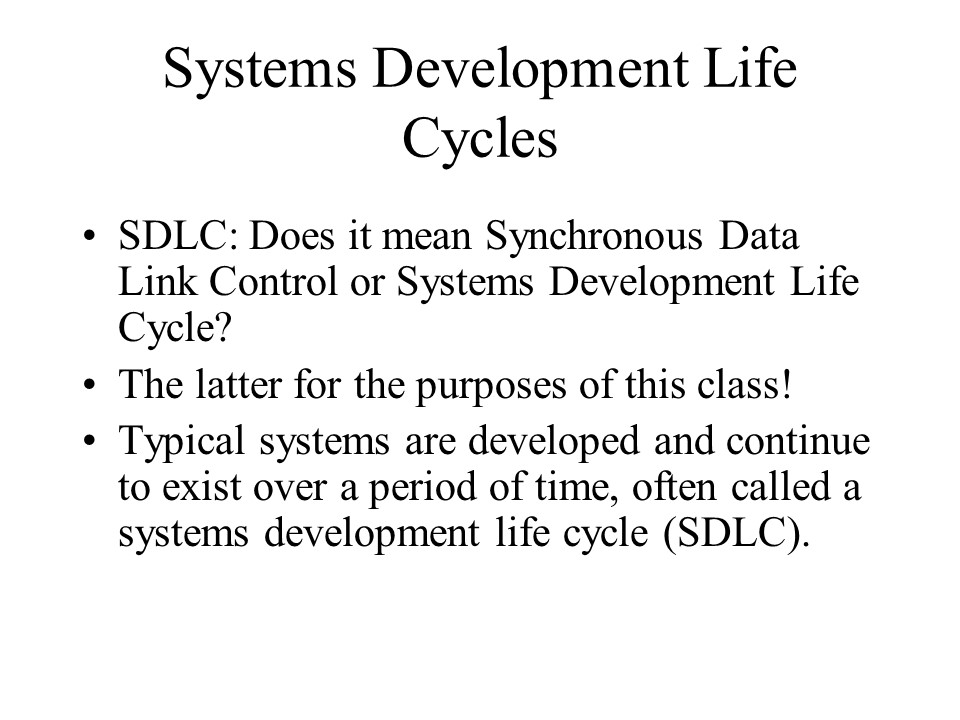 Systems Development Life
Cycles
• SDLC: Does it mean Synchronous Data
Link Control or Systems Development Life
Cycle?
• The latter for the purposes of this class!
• Typical systems are developed and continue
to exist over a period of time, often called a
systems development life cycle (SDLC).